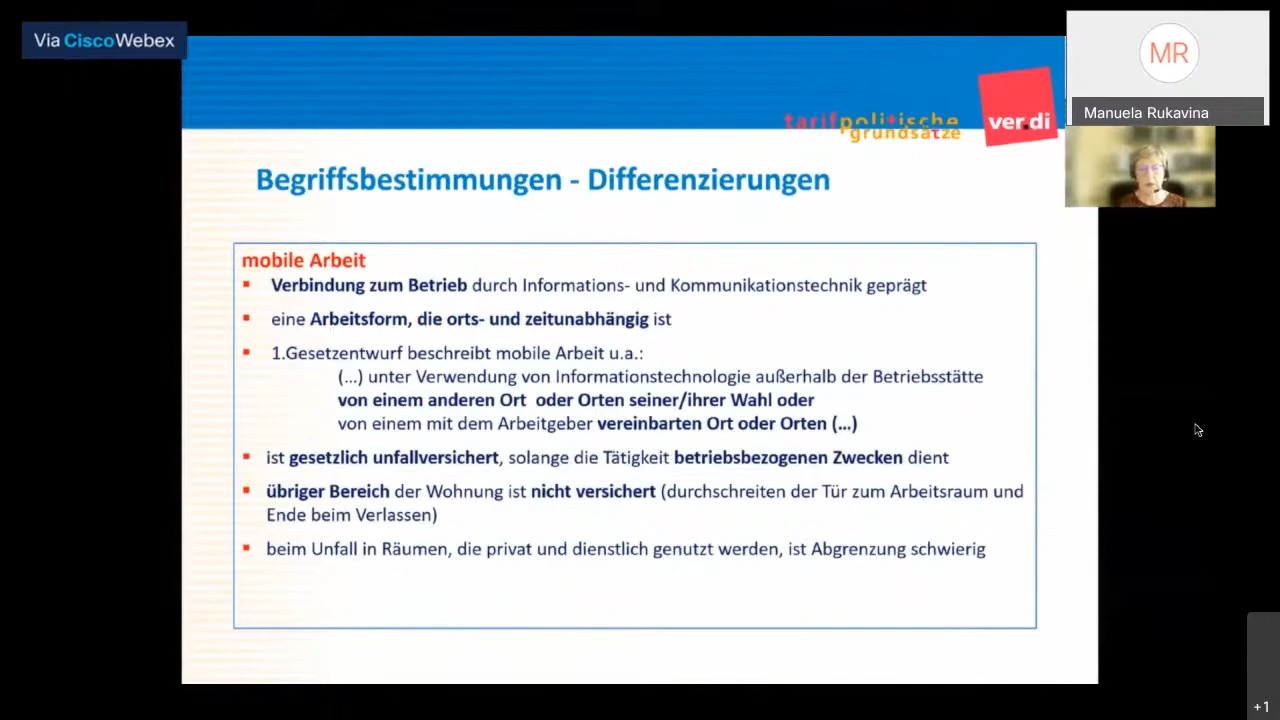 Via CiscoWebex
MR
Manuela Rukavina
tarifpolitische
grundsätze
ver.di
Begriffsbestimmungen - Differenzierungen
mobile Arbeit
▪ Verbindung zum Betrieb durch Informations- und Kommunikationstechnik geprägt
▪ eine Arbeitsform, die orts- und zeitunabhängig ist
▪ 1.Gesetzentwurf beschreibt mobile Arbeit u.a.:
(...) unter Verwendung von Informationstechnologie außerhalb der Betriebsstätte
von einem anderen Ort oder Orten seiner/ihrer Wahl oder
von einem mit dem Arbeitgeber vereinbarten Ort oder Orten (...)
▪ ist gesetzlich unfallversichert, solange die Tätigkeit betriebsbezogenen Zwecken dient
▪ übriger Bereich der Wohnung ist nicht versichert (durchschreiten der Tür zum Arbeitsraum und
Ende beim Verlassen)
▪ beim Unfall in Räumen, die privat und dienstlich genutzt werden, ist Abgrenzung schwierig
+1